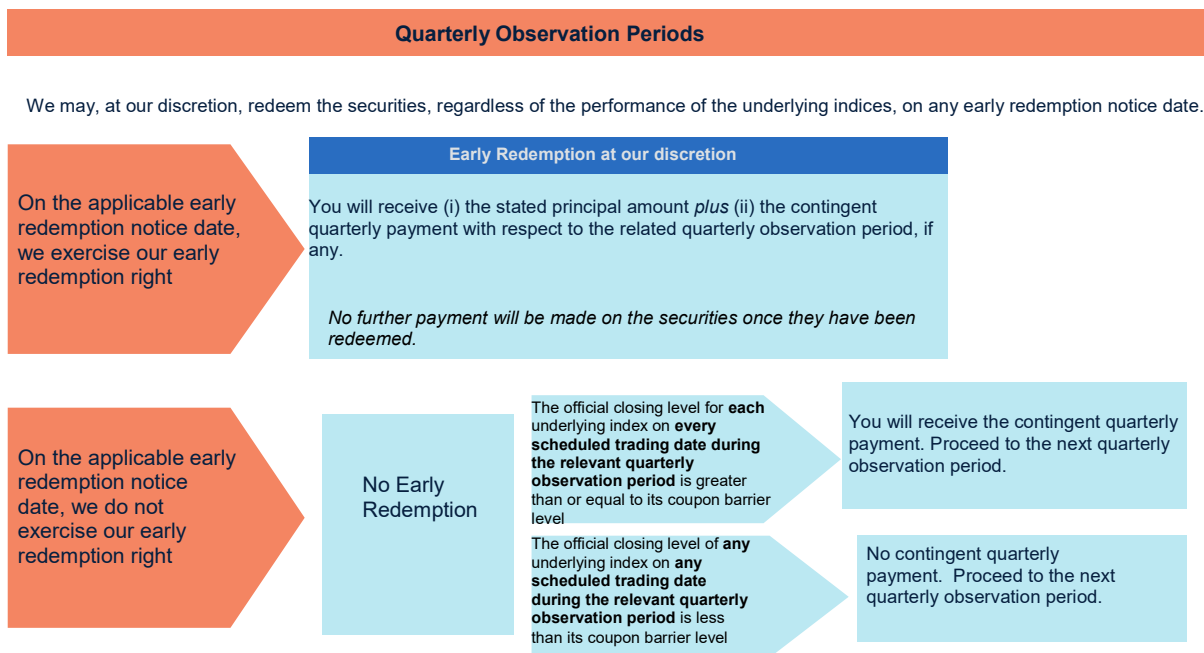 Quarterly Observation Periods
We may, at our discretion, redeem the securities, regardless of the performance of the underlying indices, on any early redemption notice date.
On the applicable early
redemption notice date,
we exercise our early
redemption right
Early Redemption at our discretion
You will receive (i) the stated principal amount plus (ii) the contingent
quarterly payment with respect to the related quarterly observation period, if
any.
No further payment will be made on the securities once they have been
redeemed.
On the applicable early
redemption notice
date, we do not
exercise our early
redemption right
No Early
Redemption
The official closing level for each
underlying index on every
scheduled trading date during
the relevant quarterly
observation period is greater
than or equal to its coupon barrier
level
You will receive the contingent quarterly
payment. Proceed to the next quarterly
observation period.
The official closing level of any
underlying index on any
scheduled trading date
during the relevant quarterly
observation period is less
than its coupon barrier level
No contingent quarterly
payment.  Proceed to the next
quarterly observation period.